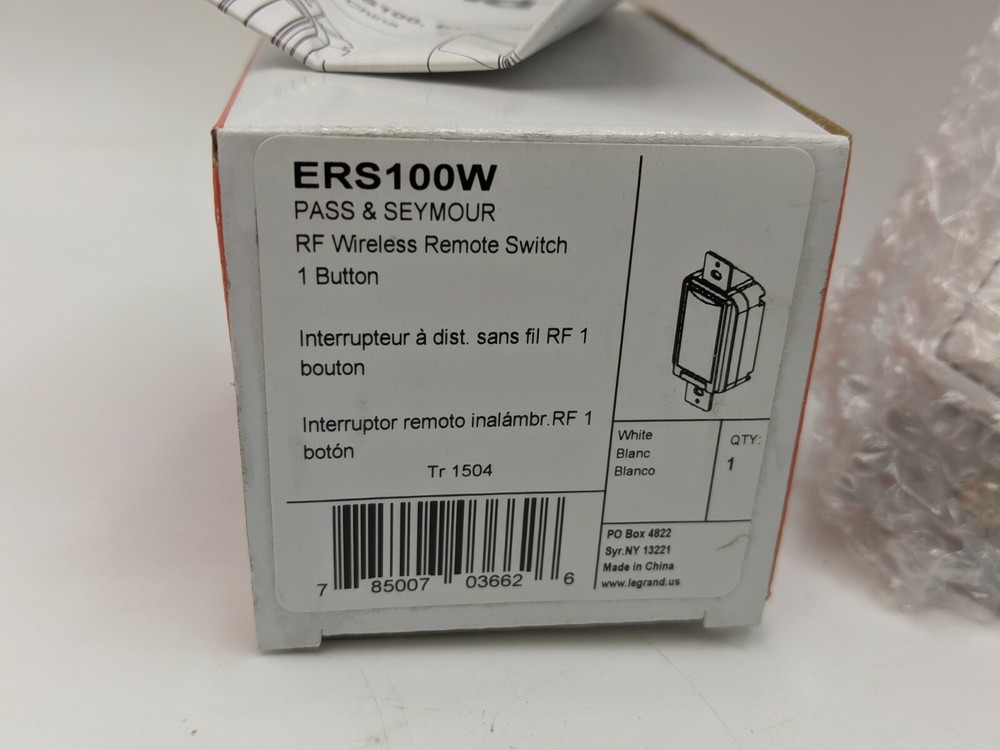 S100.
China
ERS100W
PASS & SEYMOUR
RF Wireless Remote Switch
1 Button
Interrupteur à dist. sans fil RF 1
bouton
Interruptor remoto inalámbr.RF 1
botón
Tr 1504
7 85007 03662 6
White
Blanc
Blanco
QTY:
1
PO Box 4822
Syr.NY 13221
Made in China
www.legrand.us